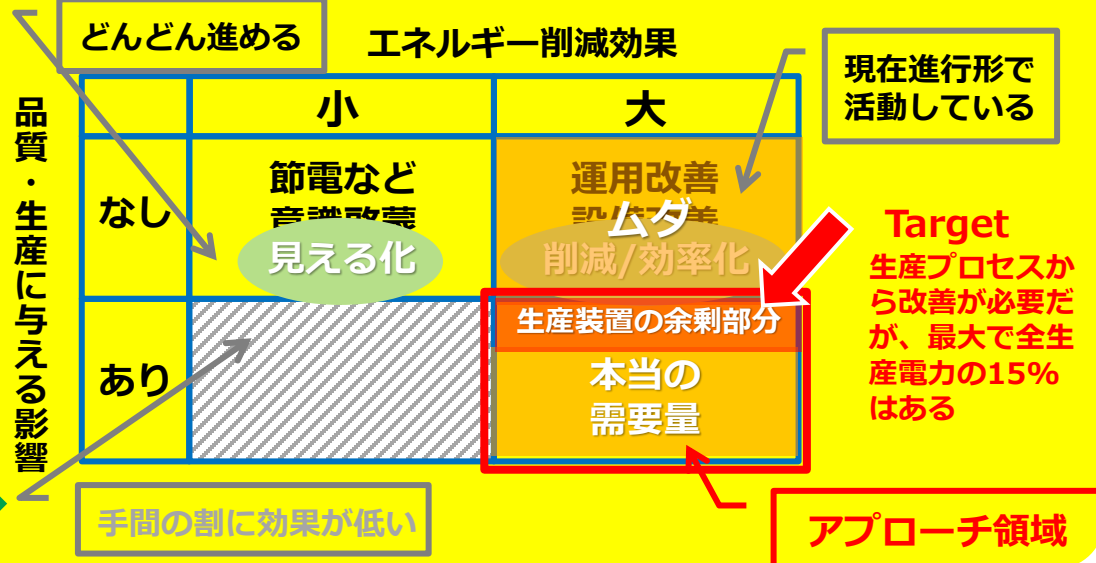 どんどん進める
エネルギー削減効果
現在進行形で
活動している
品質・生産に与える影響
小
大
なし
節電など
意識啓蒙
見える化
運用改善
ムダ
削減/効率化
Target
生産プロセスか
ら改善が必要だ
が、最大で全生
産電力の15%
はある
あり
生産装置の余剰部分
本当の
需要量
手間の割に効果が低い
アプローチ領域